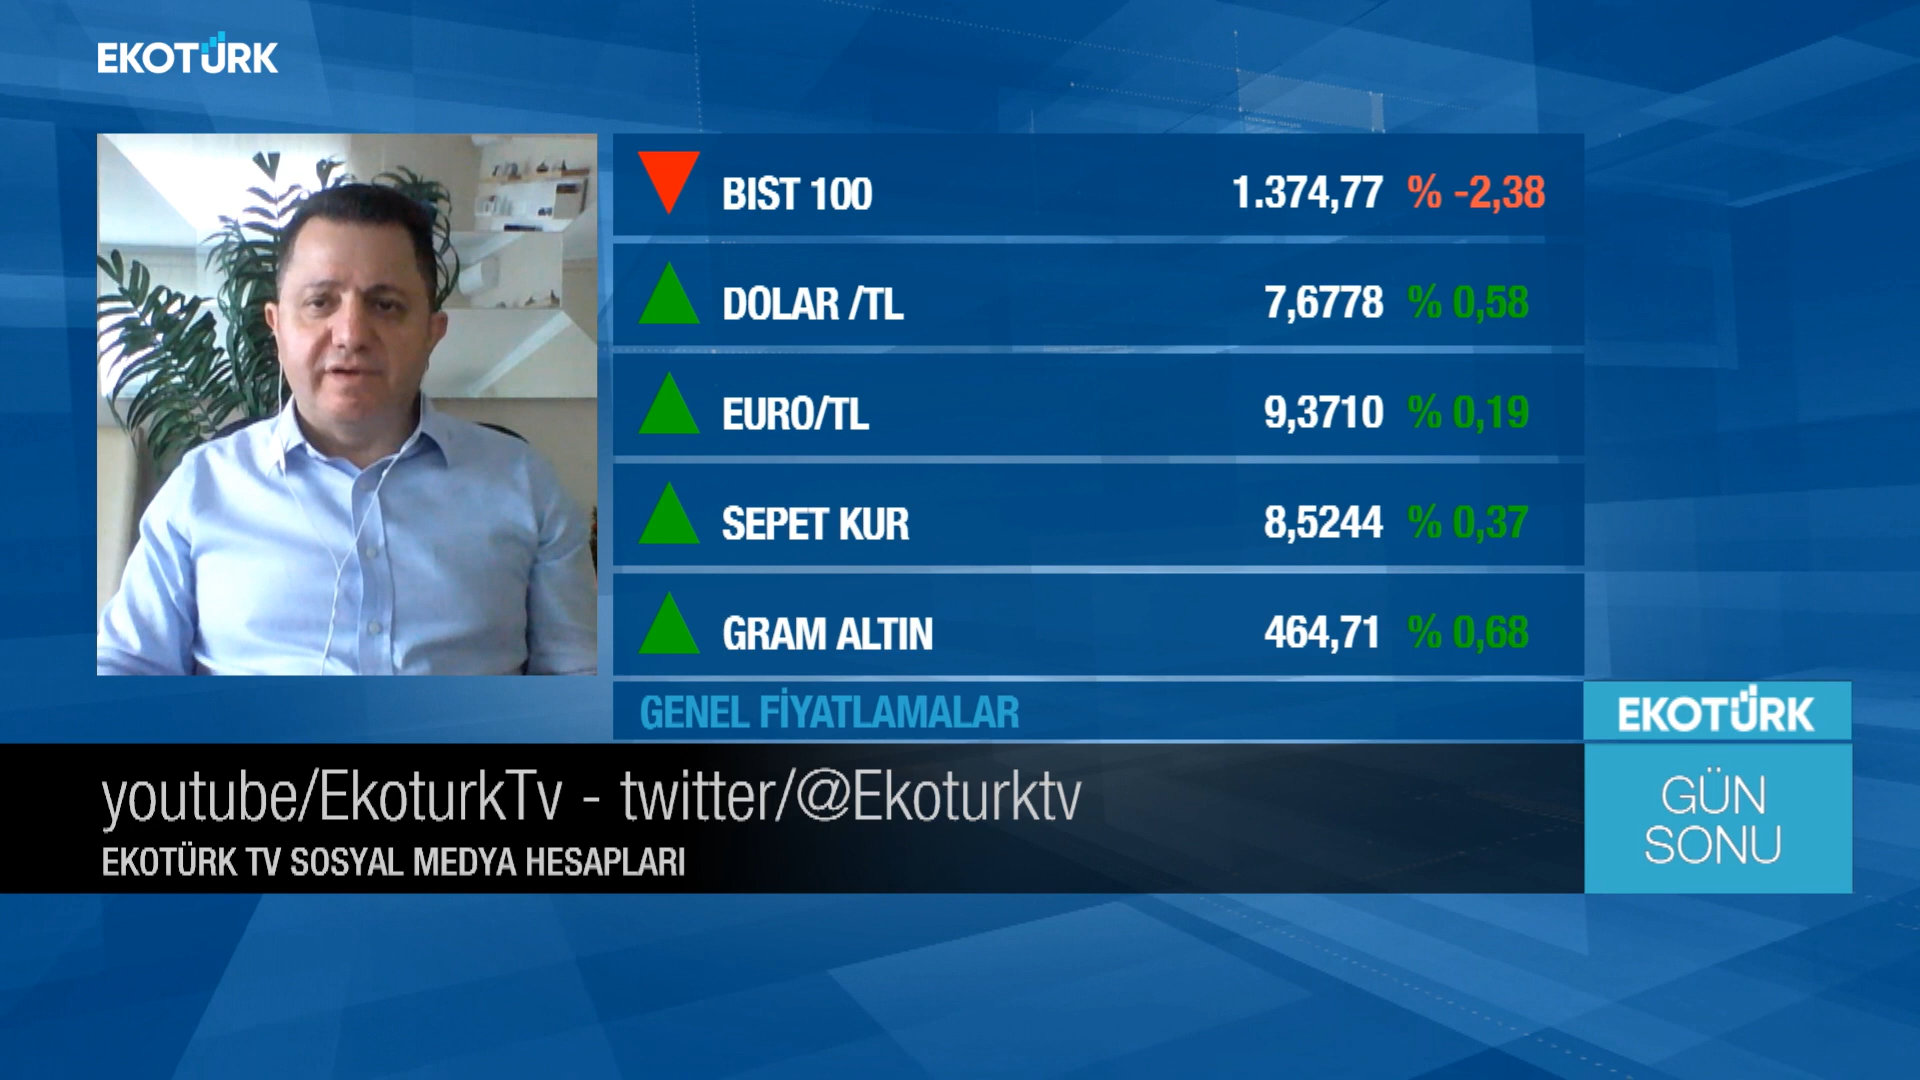 EKOTÜRK
BIST 100 1.374,77 % -2,38
DOLAR /TL 7,6778 % 0,58
EURO/TL 9,3710 % 0,19
SEPET KUR 8,5244 % 0,37
GRAM ALTIN 464,71 % 0,68
GENEL FİYATLAMALAR
EKOTÜRK
youtube/EkoturkTv - twitter/@Ekoturktv
EKOTÜRK TV SOSYAL MEDYA HESAPLARI
GÜN
SONU